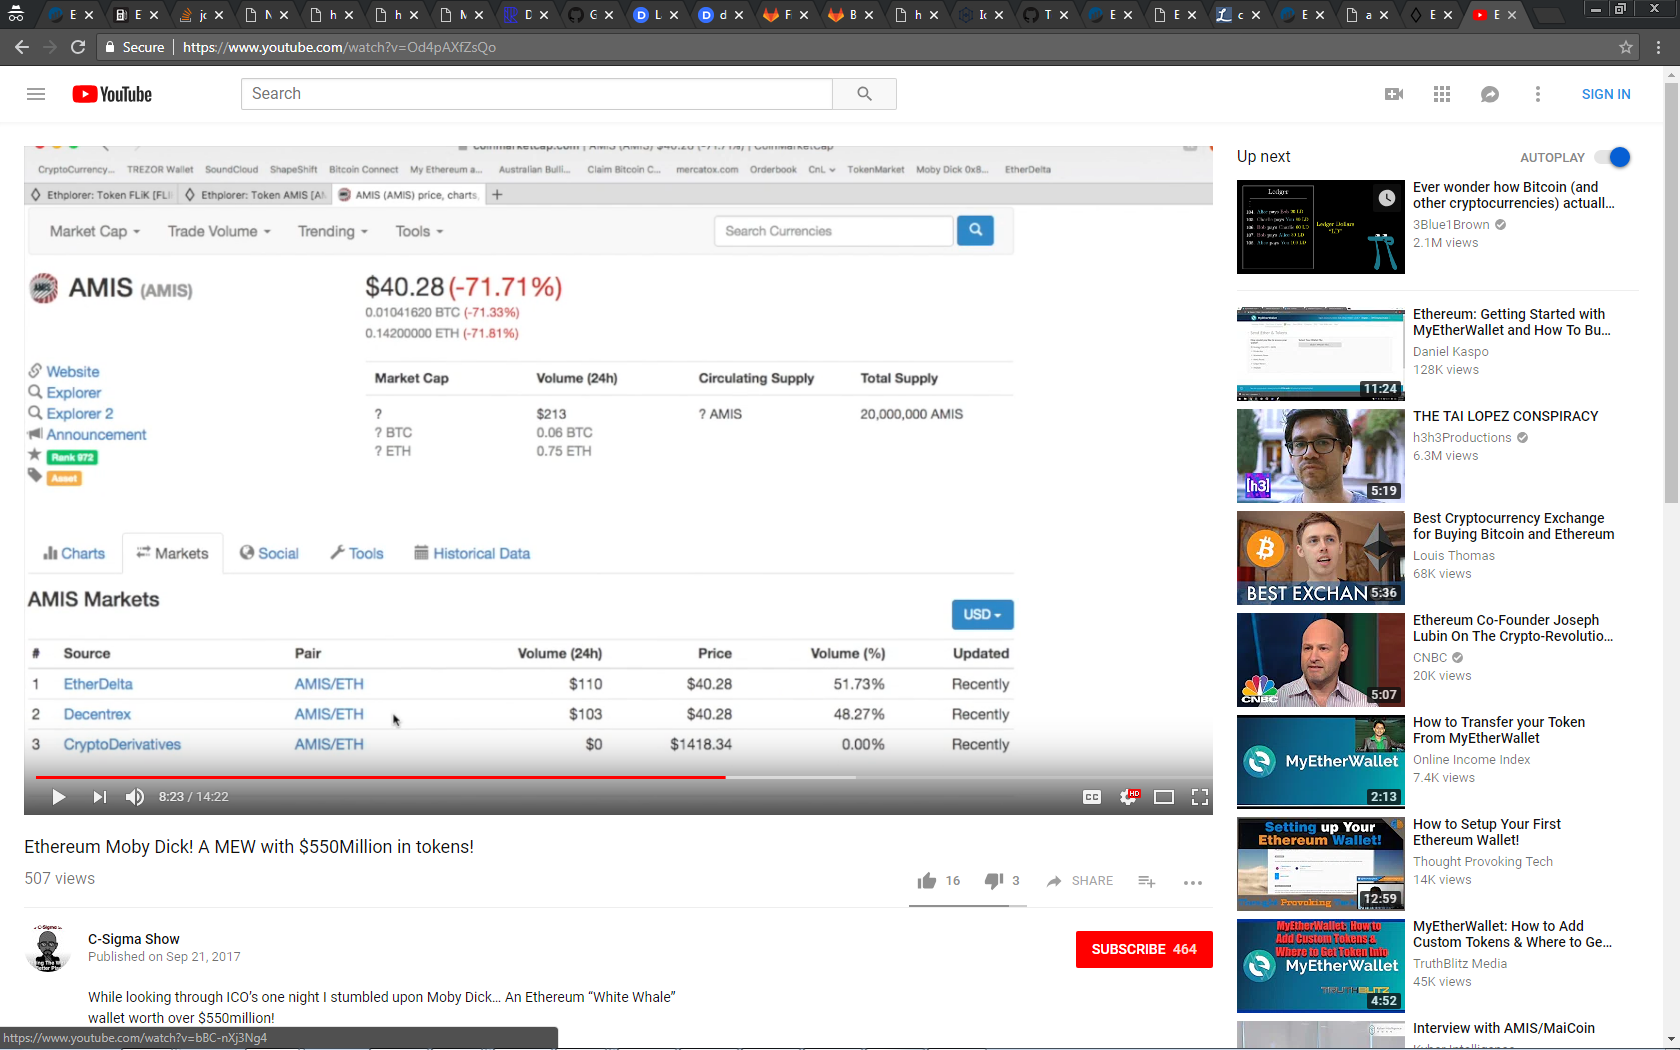 Secure | https://www.youtube.com/watch?v=Od4pAXfZsQo
YouTube
Search
SIGN IN
CryptoCurrency... TREZOR Wallet SoundCloud ShapeShift Bitcoin Connect My Ethereum a... Australian Bulli... Claim Bitcoin C... mercatox.com Orderbook CnL TokenMarket Moby Dick 0x8... EtherDelta
Ethplorer: Token FLiK [FLI Ethplorer: Token AMIS [AM AMIS (AMIS) price, charts,
Market Cap Trade Volume Trending Tools Search Currencies
AMIS (AMIS)
$40.28 (-71.71%)
0.01041620 BTC (-71.33%)
0.14200000 ETH (-71.81%)
Website
Explorer
Explorer 2
Announcement
Rank 972
Asset
Market Cap Volume (24h) Circulating Supply Total Supply
? $213 ? AMIS 20,000,000 AMIS
? BTC 0.06 BTC
? ETH 0.75 ETH
Charts Markets Social Tools Historical Data
AMIS Markets
USD
# Source Pair Volume (24h) Price Volume (%) Updated
1 EtherDelta AMIS/ETH $110 $40.28 51.73% Recently
2 Decentrex AMIS/ETH $103 $40.28 48.27% Recently
3 CryptoDerivatives AMIS/ETH $0 $1418.34 0.00% Recently
8:23 / 14:22
CC
HD
Ethereum Moby Dick! A MEW with $550Million in tokens!
507 views
16 3 SHARE
C-Sigma Show
Published on Sep 21, 2017
SUBSCRIBE 464
While looking through ICO's one night I stumbled upon Moby Dick... An Ethereum “White Whale”
wallet worth over $550million!
https://www.youtube.com/watch?v=bBC-nXj3Ng4
Up next
AUTOPLAY
Ledger
Ledger Dollars
"LD"
Ever wonder how Bitcoin (and
other cryptocurrencies) actuall...
3Blue1Brown
2.1M views
11:24
Ethereum: Getting Started with
MyEtherWallet and How To Bu...
Daniel Kaspo
128K views
[h3]
5:19
THE TAI LOPEZ CONSPIRACY
h3h3Productions
6.3M views
BEST EXCHAN
5:36
Best Cryptocurrency Exchange
for Buying Bitcoin and Ethereum
Louis Thomas
68K views
CNBC
5:07
Ethereum Co-Founder Joseph
Lubin On The Crypto-Revolutio...
CNBC
20K views
MyEtherWallet
2:13
How to Transfer your Token
From MyEtherWallet
Online Income Index
7.4K views
Setting up Your
Ethereum Wallet!
12:59
How to Setup Your First
Ethereum Wallet!
Thought Provoking Tech
14K views
MyEtherWallet: How to
Add Custom Tokens &
Where to Get Token Info
MyEtherWallet
4:52
MyEtherWallet: How to Add
Custom Tokens & Where to Ge...
TruthBlitz Media
45K views
Interview with AMIS/MaiCoin